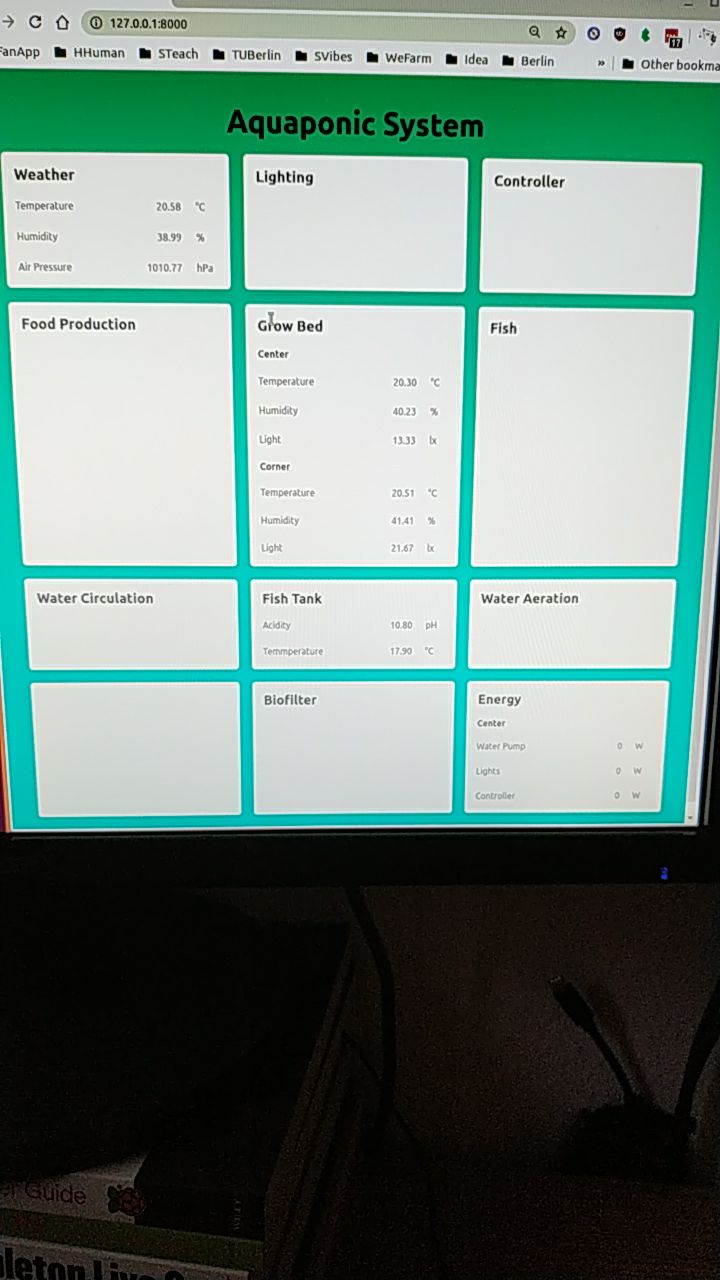 127.0.0.1:8000
FanApp HHuman STeach TUBerlin SVibes WeFarm Idea Berlin » Other bookma
17
Aquaponic System
Weather
Temperature 20.58 °C
Humidity 38.99 %
Air Pressure 1010.77 hPa
Lighting
Controller
Food Production
Grow Bed
Center
Temperature 20.30 °C
Humidity 40.23 %
Light 13.33 lx
Corner
Temperature 20.51 °C
Humidity 41.41 %
Light 21.67 lx
Fish
Water Circulation
Fish Tank
Acidity 10.80 pH
Temmperature 17.90 °C
Water Aeration
Biofilter
Energy
Center
Water Pump 0 W
Lights 0 W
Controller 0 W
Guide
leton Live